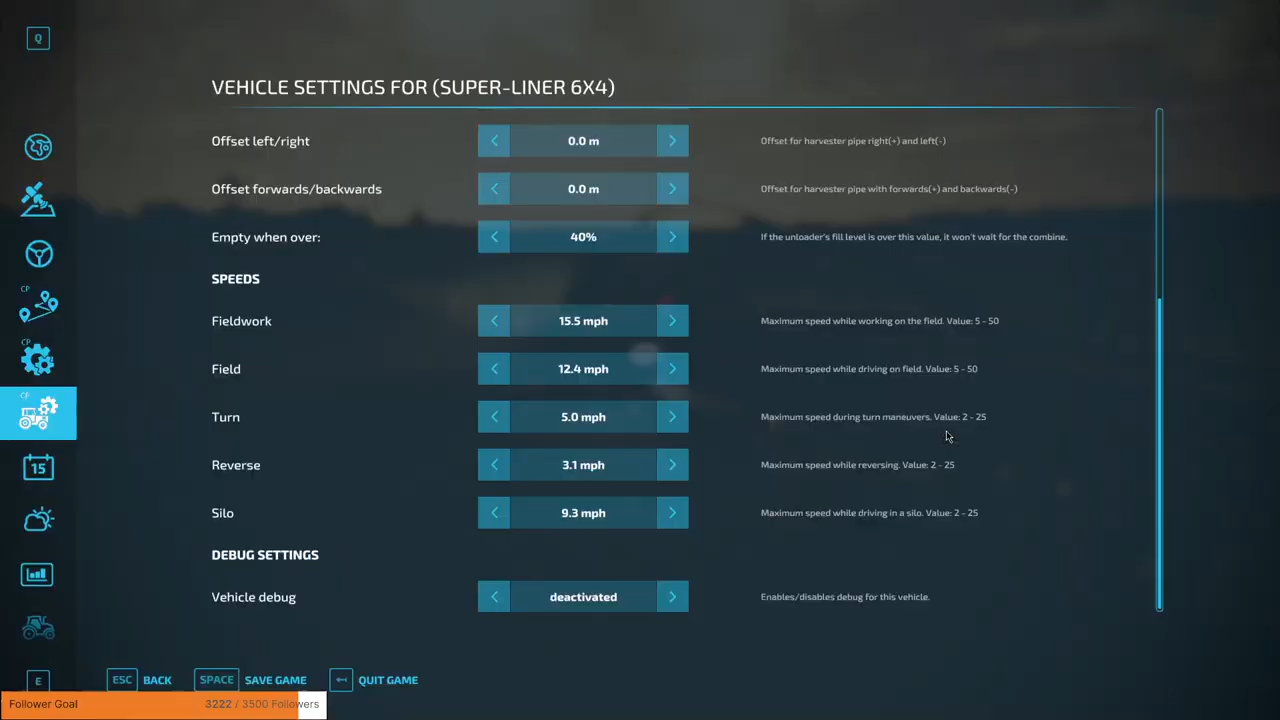 Q
VEHICLE SETTINGS FOR (SUPER-LINER 6X4)
Offset left/right
0.0 m
Offset for harvester pipe right(+) and left(-)
Offset forwards/backwards
0.0 m
Offset for harvester pipe with forwards(+) and backwards(-)
Empty when over:
40%
If the unloader's fill level is over this value, it won't wait for the combine.
SPEEDS
CP
Fieldwork
15.5 mph
Maximum speed while working on the field. Value: 5 - 50
CP
Field
12.4 mph
Maximum speed while driving on field. Value: 5 - 50
CP
Turn
5.0 mph
Maximum speed during turn maneuvers. Value: 2 - 25
15
Reverse
3.1 mph
Maximum speed while reversing. Value: 2 - 25
Silo
9.3 mph
Maximum speed while driving in a silo. Value: 2 - 25
DEBUG SETTINGS
Vehicle debug
deactivated
Enables/disables debug for this vehicle.
E
ESC BACK SPACE SAVE GAME QUIT GAME
Follower Goal 3222 / 3500 Followers